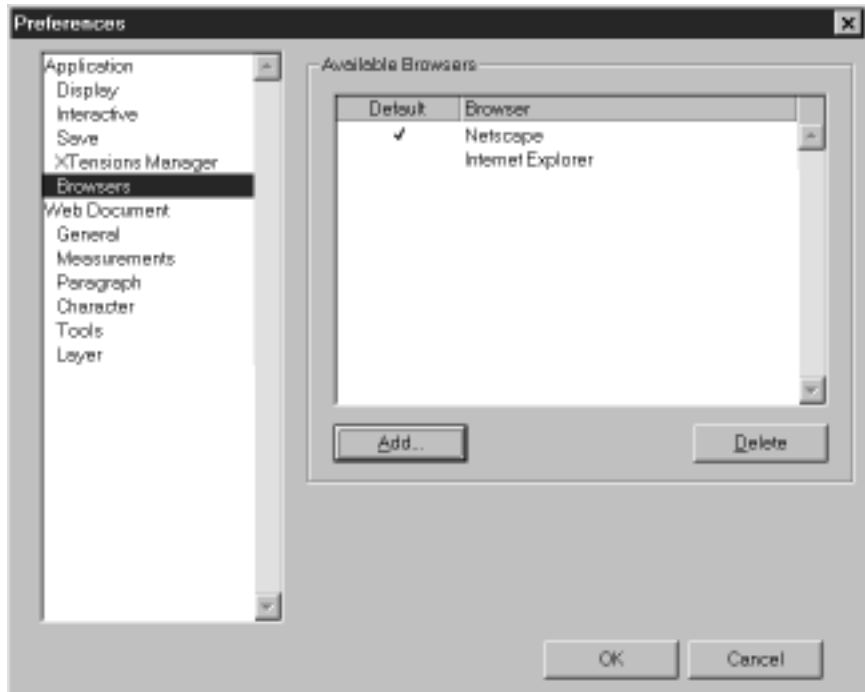 Preferences
Application
Display
Interactive
Save
XTensions Manager
Browsers
Web Document
General
Measurements
Paragraph
Character
Tools
Layer
Available Browsers
Default Browser
✓ Netscape
Internet Explorer
Add...
Delete
OK
Cancel